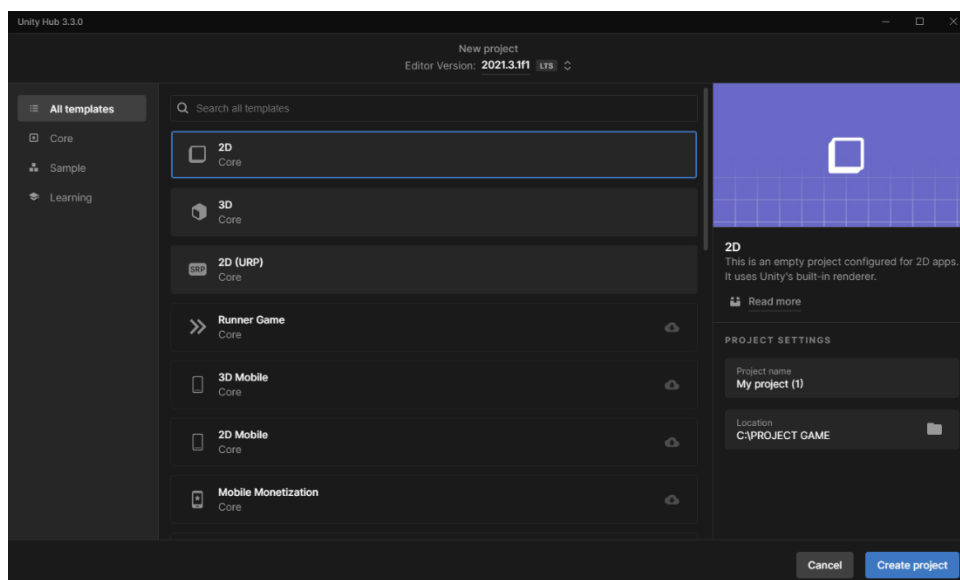 Unity Hub 3.3.0
New project
Editor Version: 2021.3.1f1 LTS
All templates
Core
Sample
Learning
Search all templates
2D
Core
3D
Core
SRP
2D (URP)
Core
Runner Game
Core
3D Mobile
Core
2D Mobile
Core
Mobile Monetization
Core
2D
This is an empty project configured for 2D apps.
It uses Unity's built-in renderer.
Read more
PROJECT SETTINGS
Project name
My project (1)
Location
C:\PROJECT GAME
Cancel
Create project